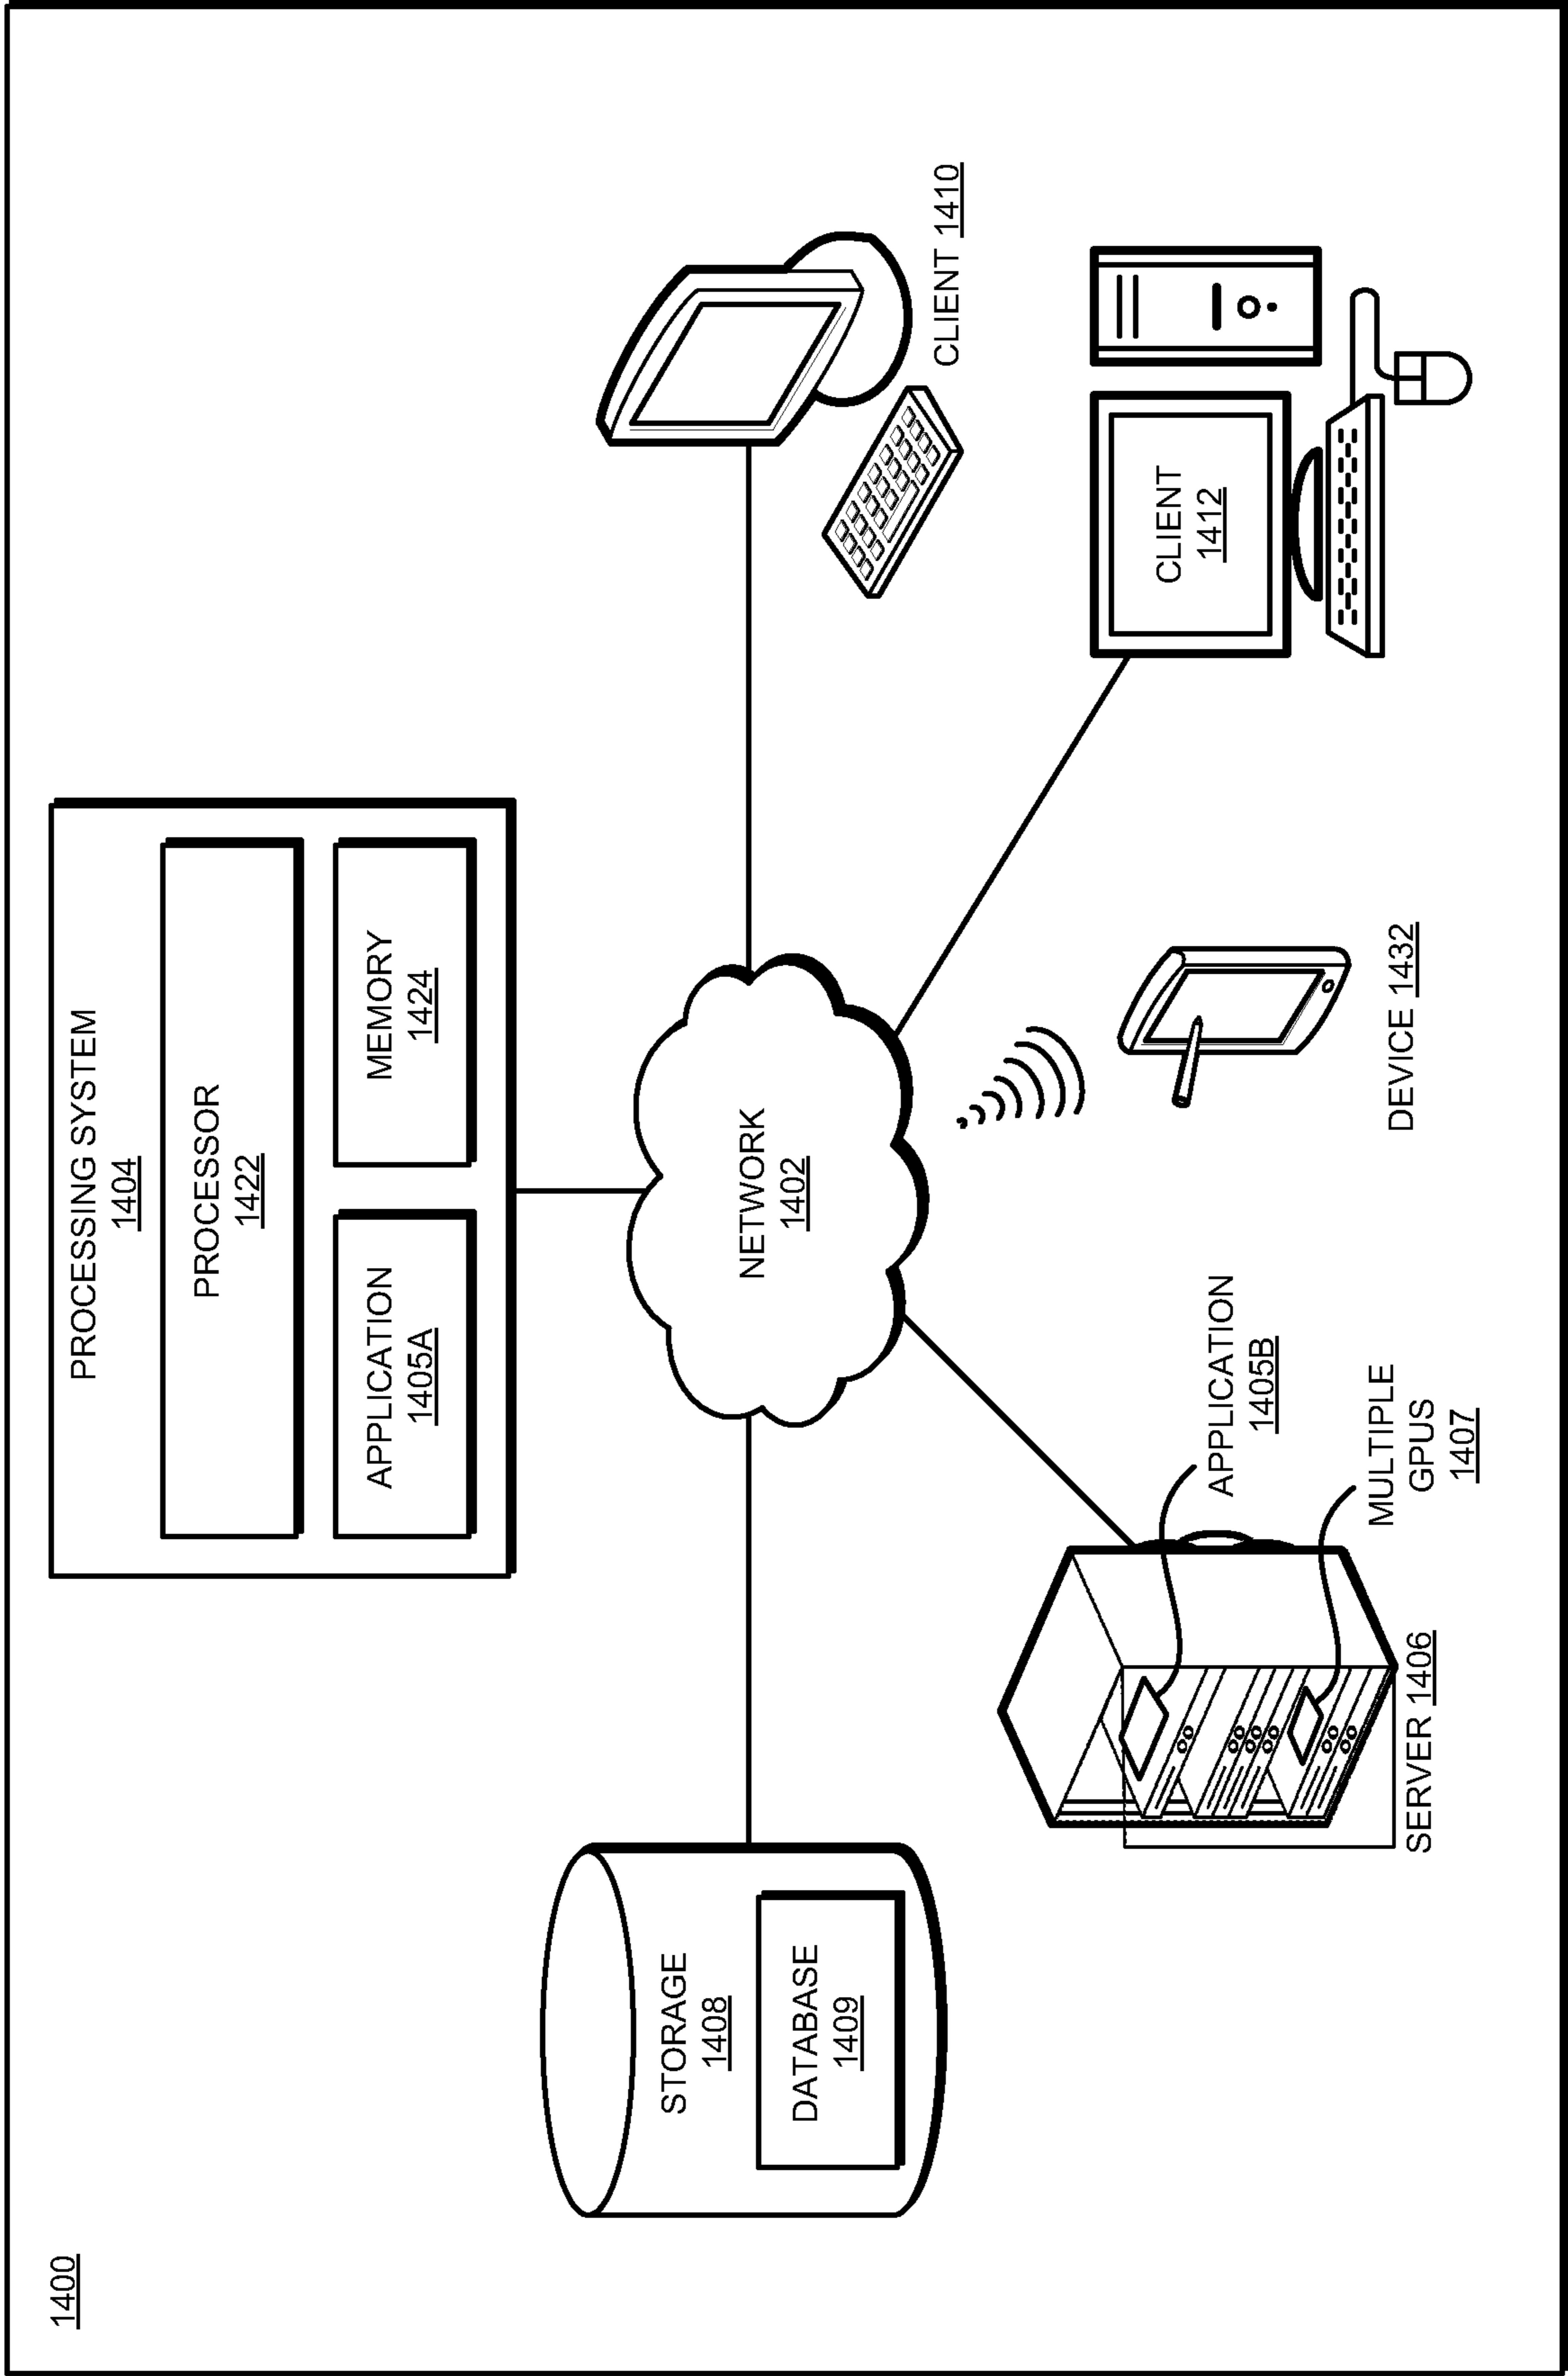 1400
PROCESSING SYSTEM
1404
PROCESSOR
1422
APPLICATION
1405A
MEMORY
1424
STORAGE
1408
DATABASE
1409
NETWORK
1402
CLIENT 1410
CLIENT
1412
APPLICATION
1405B
MULTIPLE
GPUS
1407
SERVER 1406
DEVICE 1432